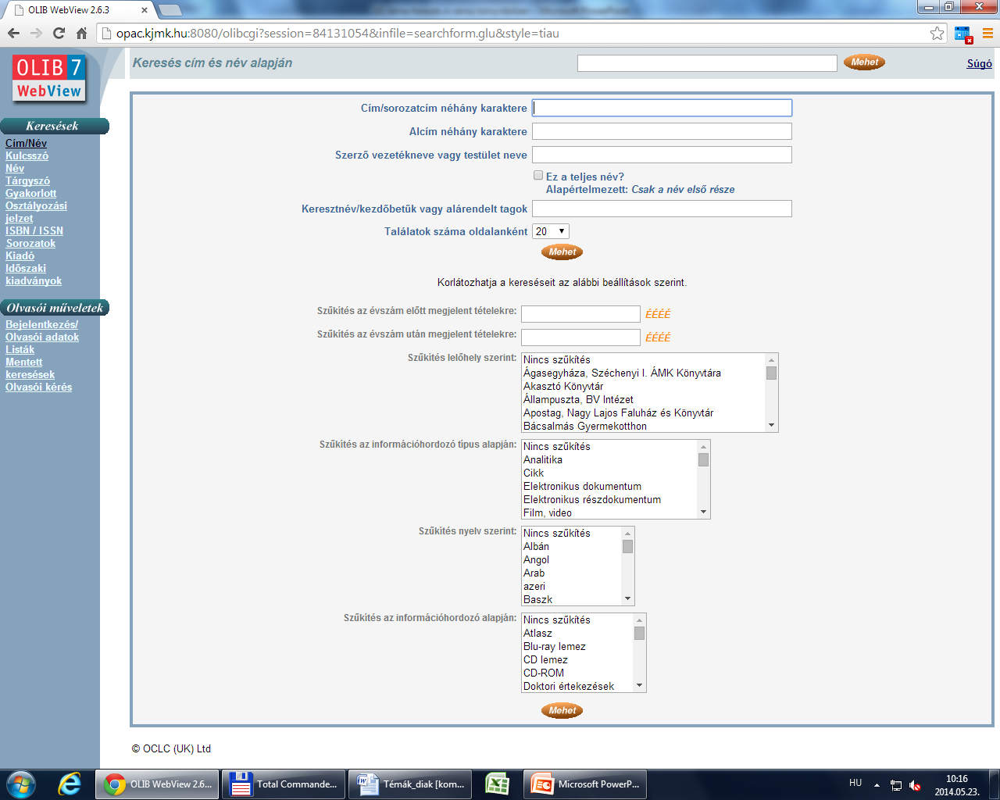 OLIB WebView 2.6.3
opac.kjmk.hu:8080/olibcgi?session=84131054&infile=searchform.glu&style=tiau
OLIB 7
WebView
Keresés cím és név alapján
Mehet
Súgó
Keresések
Cím/Név
Kulcsszó
Név
Tárgyszó
Gyakorlott
Osztályozási
jelzet
ISBN / ISSN
Sorozatok
Kiadó
Időszaki
kiadványok
Olvasói műveletek
Bejelentkezés/
Olvasói adatok
Listák
Mentett
keresések
Olvasói kérés
Cím/sorozatcím néhány karaktere
Alcím néhány karaktere
Szerző vezetékneve vagy testület neve
Ez a teljes név?
Alapértelmezett: Csak a név első része
Keresztnév/kezdőbetűk vagy alárendelt tagok
Találatok száma oldalanként 20
Mehet
Korlátozhatja a kereséseit az alábbi beállítások szerint.
Szűkítés az évszám előtt megjelent tételekre: ÉÉÉÉ
Szűkítés az évszám után megjelent tételekre: ÉÉÉÉ
Szűkítés lelőhely szerint:
Nincs szűkítés
Ágasegyháza, Széchenyi I. ÁMK Könyvtára
Akasztó Könyvtár
Állampuszta, BV Intézet
Apostag, Nagy Lajos Faluház és Könyvtár
Bácsalmás Gyermekotthon
Szűkítés az információhordozó típus alapján:
Nincs szűkítés
Analitika
Cikk
Elektronikus dokumentum
Elektronikus részdokumentum
Film, video
Szűkítés nyelv szerint:
Nincs szűkítés
Albán
Angol
Arab
azeri
Baszk
Szűkítés az információhordozó alapján:
Nincs szűkítés
Atlasz
Blu-ray lemez
CD lemez
CD-ROM
Doktori értekezések
Mehet
© OCLC (UK) Ltd
OLIB WebView 2.6...
Total Commande...
Témák_diak [kom...
Microsoft PowerP...
HU
10:16
2014.05.23.